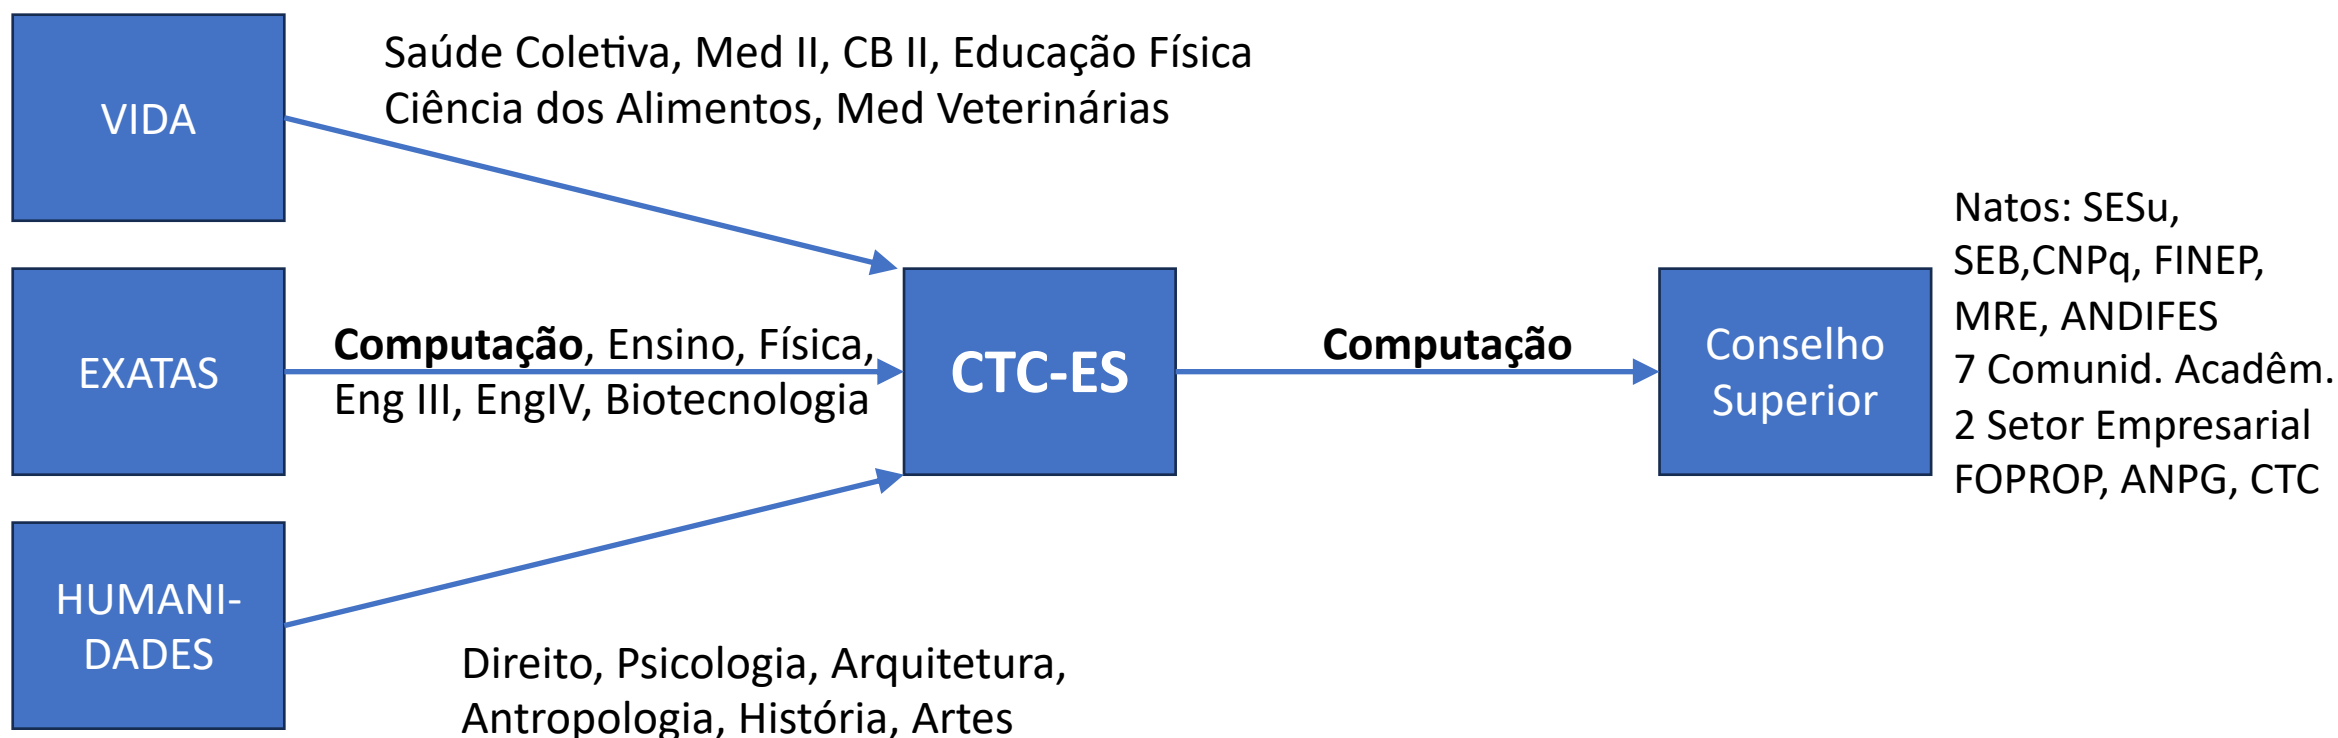 VIDA
Saúde Coletiva, Med II, CB II, Educação Física
Ciência dos Alimentos, Med Veterinárias
EXATAS
Computação, Ensino, Física,
Eng III, EngIV, Biotecnologia
HUMANI-
DADES
Direito, Psicologia, Arquitetura,
Antropologia, História, Artes
CTC-ES
Computação
Conselho
Superior
Natos: SESu,
SEB,CNPq, FINEP,
MRE, ANDIFES
7 Comunid. Acadêm.
2 Setor Empresarial
FOPROP, ANPG, CTC